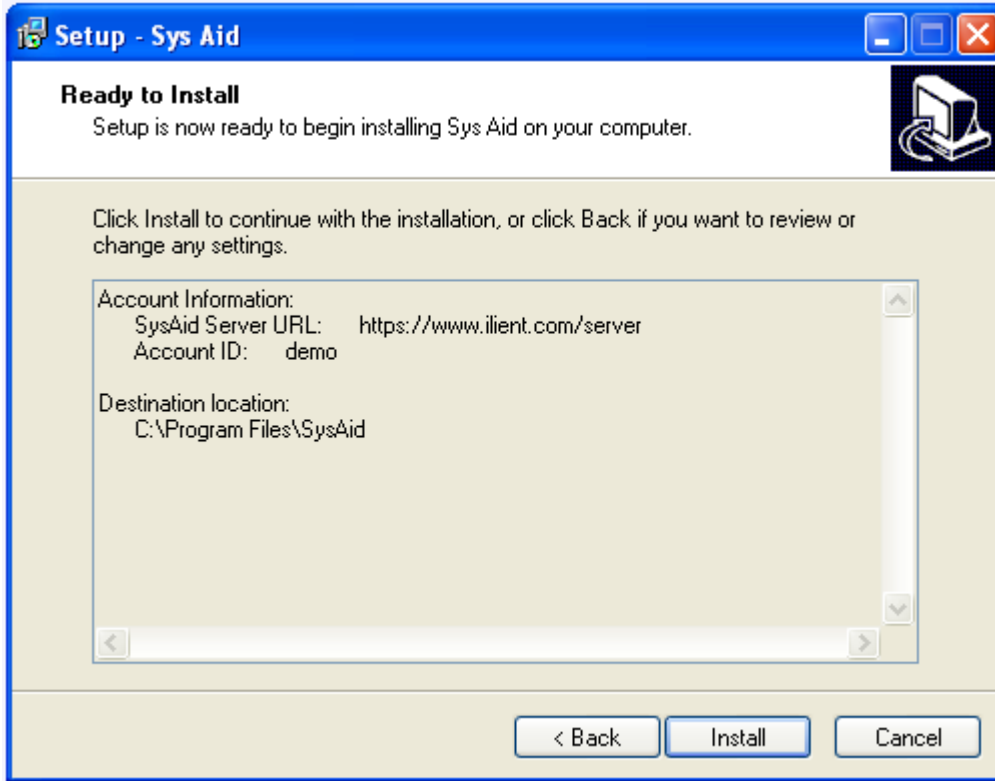 Setup - Sys Aid
Ready to Install
Setup is now ready to begin installing Sys Aid on your computer.
Click Install to continue with the installation, or click Back if you want to review or
change any settings.
Account Information:
SysAid Server URL: https://www.ilient.com/server
Account ID: demo
Destination location:
C:\Program Files\SysAid
< Back Install Cancel